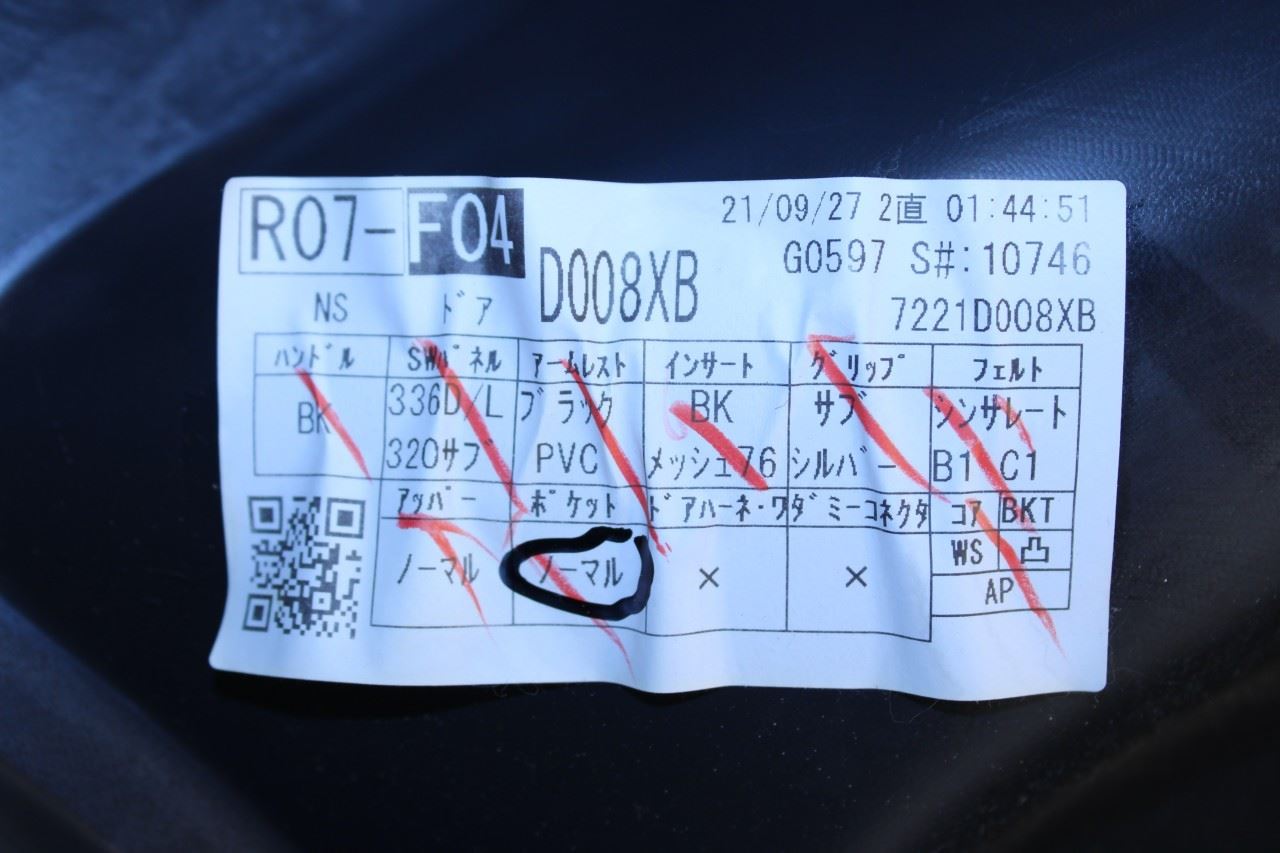 R07-F04 21/09/27 2直 01:44:51
D008XB G0597 S#:10746
NS ドア 7221D008XB
ハンドル SWパネル アームレスト インサート グリップ フェルト
BK 336D/L ブラック BK サブ シンサレート
320サブ PVC メッシュ76 シルバー B1 C1
アッパー ポケット ドアハーネ・ワ ダミーコネクタ コア BKT
ノーマル ノーマル × × WS 凸
AP